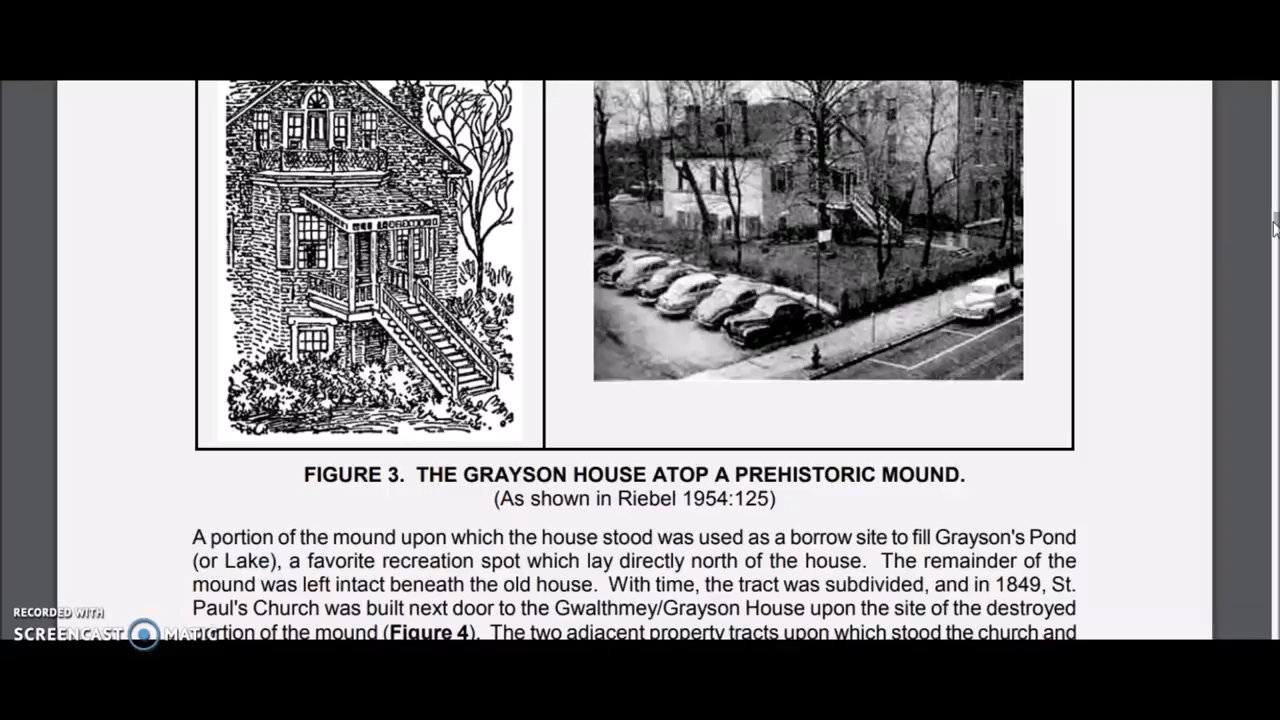 FIGURE 3. THE GRAYSON HOUSE ATOP A PREHISTORIC MOUND.
(As shown in Riebel 1954:125)
A portion of the mound upon which the house stood was used as a borrow site to fill Grayson's Pond
(or Lake), a favorite recreation spot which lay directly north of the house. The remainder of the
mound was left intact beneath the old house. With time, the tract was subdivided, and in 1849, St.
Paul's Church was built next door to the Gwalthmey/Grayson House upon the site of the destroyed
portion of the mound (Figure 4). The two adjacent property tracts upon which stood the church and
RECORDED WITH
SCREENCAST MATIC